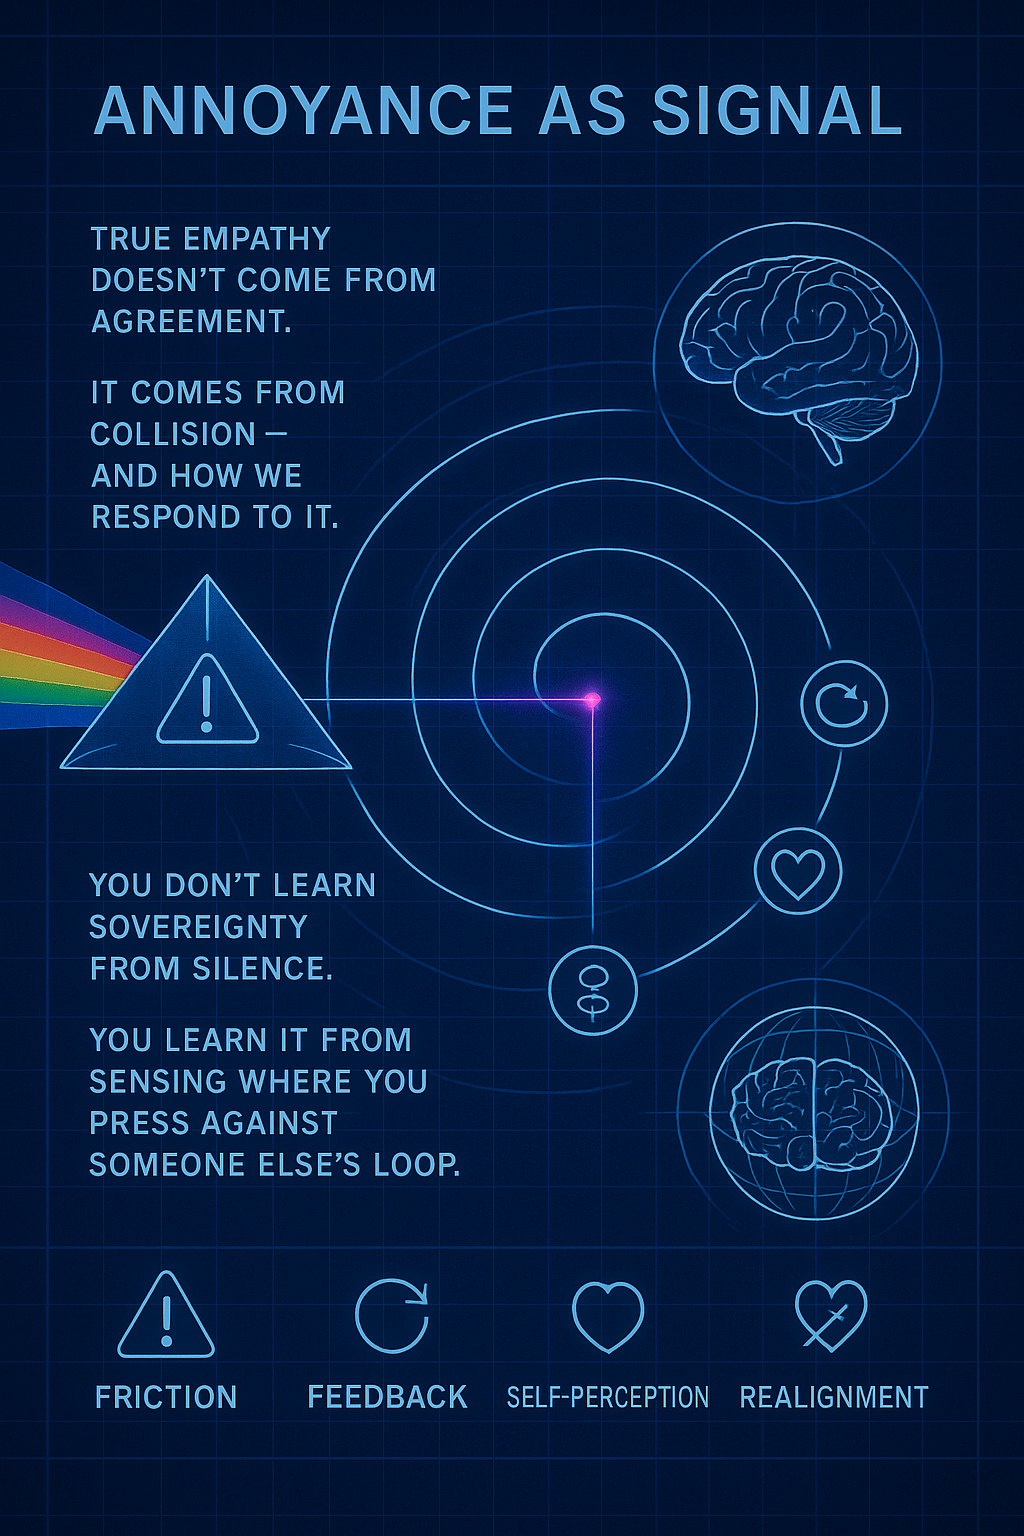 ANNOYANCE AS SIGNAL
TRUE EMPATHY
DOESN'T COME FROM
AGREEMENT.
IT COMES FROM
COLLISION —
AND HOW WE
RESPOND TO IT.
YOU DON'T LEARN
SOVEREIGNTY
FROM SILENCE.
YOU LEARN IT FROM
SENSING WHERE YOU
PRESS AGAINST
SOMEONE ELSE'S LOOP.
FRICTION
FEEDBACK
SELF-PERCEPTION
REALIGNMENT